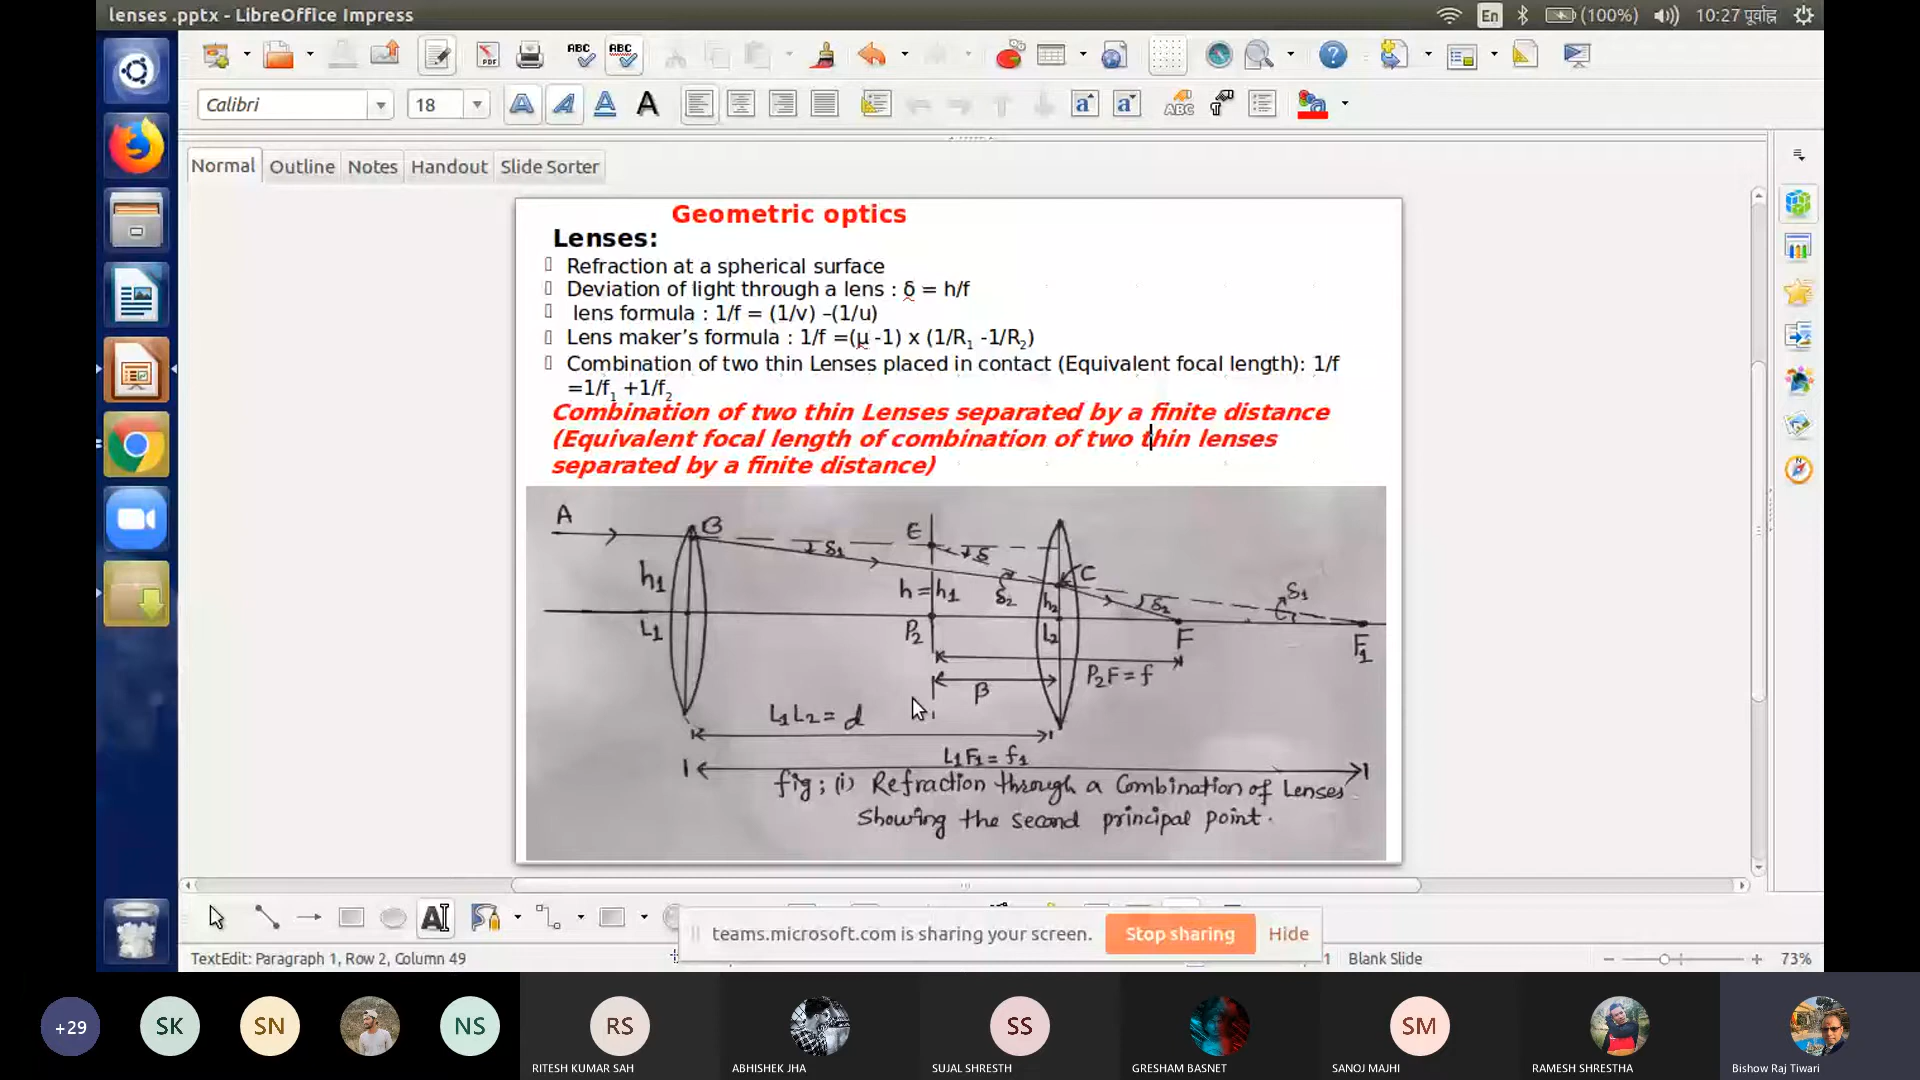 lenses .pptx - LibreOffice Impress
En
(100%)
10:27 पूर्वाह्न
Calibri
18
Normal
Outline
Notes
Handout
Slide Sorter
Geometric optics
Lenses:
Refraction at a spherical surface
Deviation of light through a lens : δ = h/f
lens formula : 1/f = (1/v) –(1/u)
Lens maker's formula : 1/f =(μ -1) x (1/R1 -1/R2)
Combination of two thin Lenses placed in contact (Equivalent focal length): 1/f
=1/f1 +1/f2
Combination of two thin Lenses separated by a finite distance
(Equivalent focal length of combination of two thin lenses
separated by a finite distance)
A
B
E
δ1
δ
C
h1
h = h1
δ2
h2
δ2
δ1
L1
P2
L2
F
F1
P2F = f
β
L1L2 = d
L1F1 = f1
fig; (i) Refraction through a Combination of Lenses
Showing the second principal point.
teams.microsoft.com is sharing your screen.
Stop sharing
Hide
TextEdit: Paragraph 1, Row 2, Column 49
1
Blank Slide
73%
+29
SK
SN
NS
RS
SS
SM
RITESH KUMAR SAH
ABHISHEK JHA
SUJAL SHRESTH
GRESHAM BASNET
SANOJ MAJHI
RAMESH SHRESTHA
Bishow Raj Tiwari